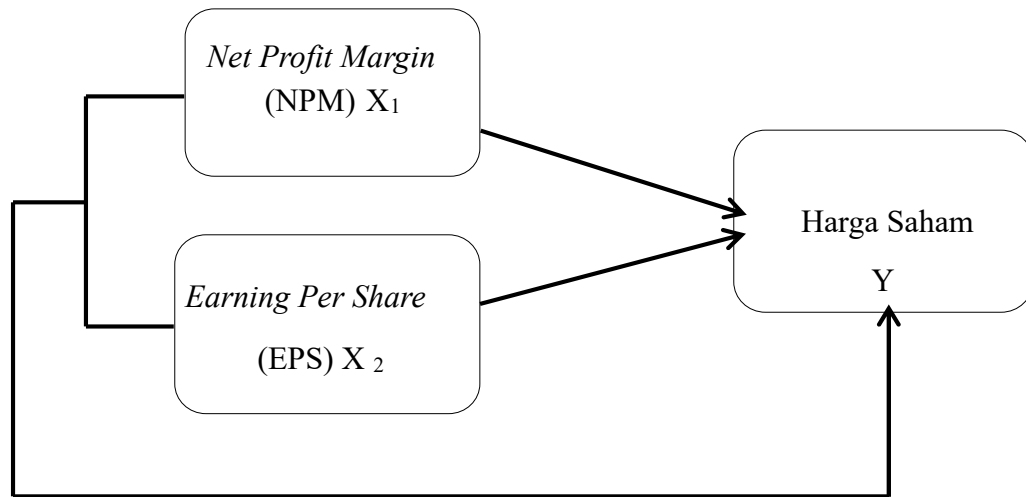 Net Profit Margin
(NPM) X₁
Harga Saham
Y
Earning Per Share
(EPS) X ₂